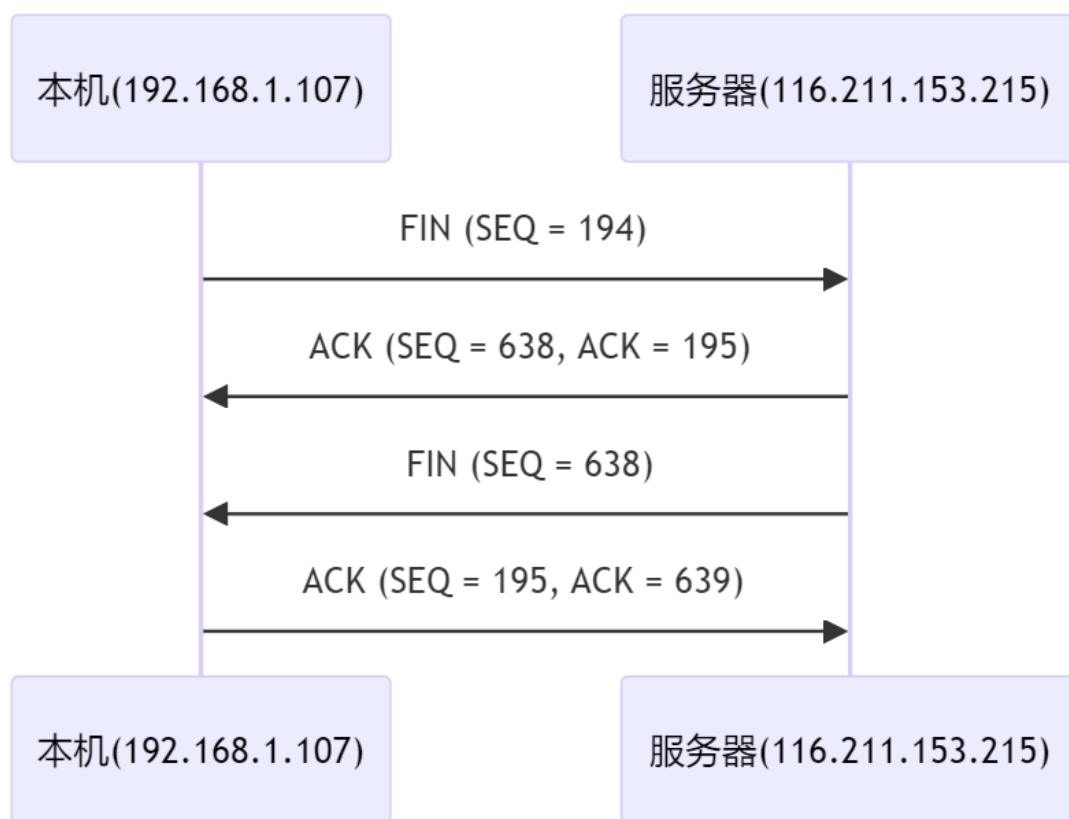 本机(192.168.1.107)
服务器(116.211.153.215)
FIN (SEQ = 194)
ACK (SEQ = 638, ACK = 195)
FIN (SEQ = 638)
ACK (SEQ = 195, ACK = 639)
本机(192.168.1.107)
服务器(116.211.153.215)